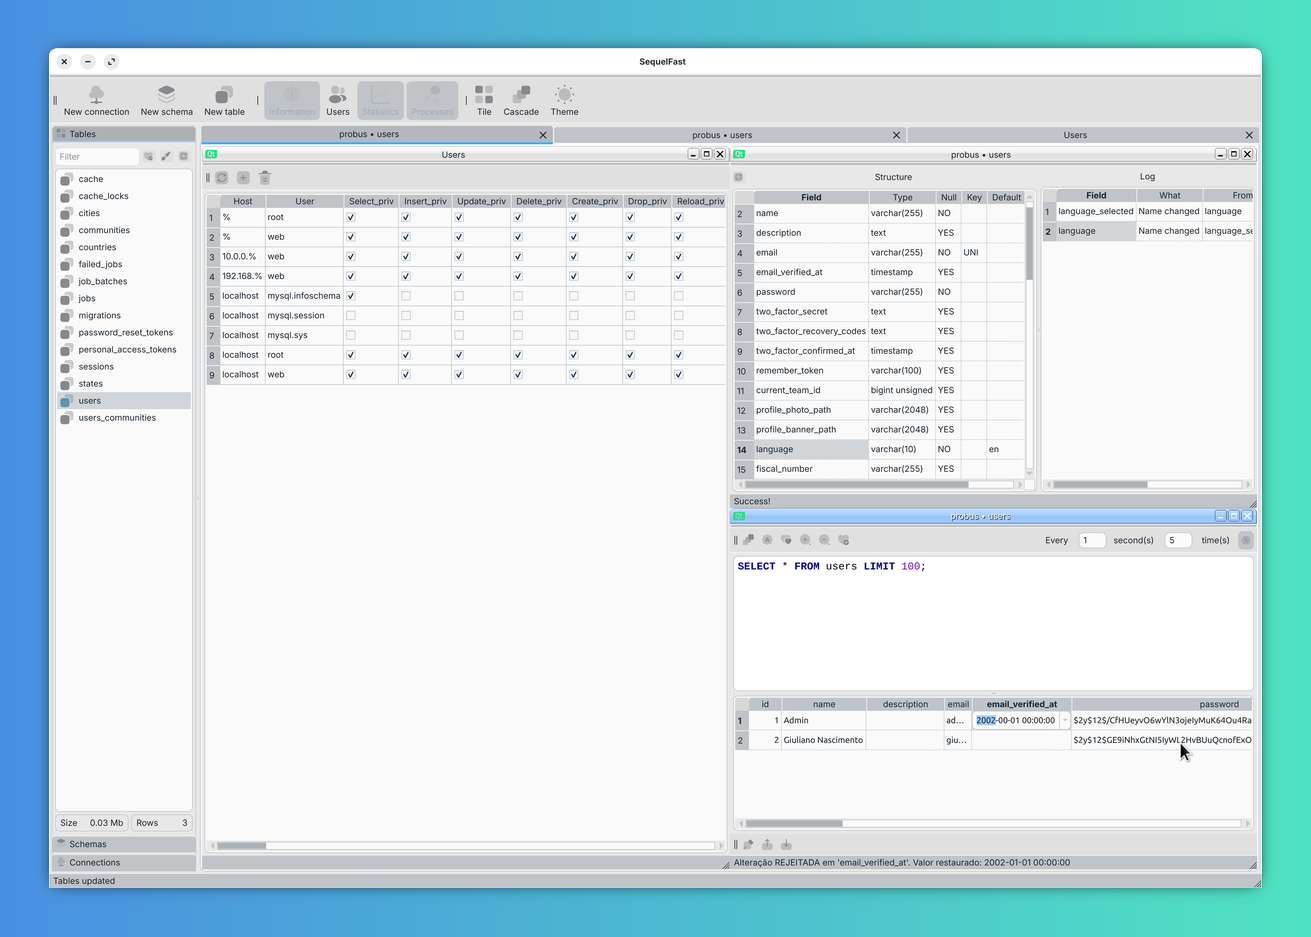 SequelFast
New connection New schema New table Information Users Statistics Processes Tile Cascade Theme
Tables
Filter
cache
cache_locks
cities
communities
countries
failed_jobs
job_batches
jobs
migrations
password_reset_tokens
personal_access_tokens
sessions
states
users
users_communities
Size 0.03 Mb Rows 3
Schemas
Connections
Tables updated
probus • users probus • users Users
Qt Users
Host User Select_priv Insert_priv Update_priv Delete_priv Create_priv Drop_priv Reload_priv
1 % root
2 % web
3 10.0.0.% web
4 192.168.% web
5 localhost mysql.infoschema
6 localhost mysql.session
7 localhost mysql.sys
8 localhost root
9 localhost web
Qt probus • users
Structure
Field Type Null Key Default
2 name varchar(255) NO
3 description text YES
4 email varchar(255) NO UNI
5 email_verified_at timestamp YES
6 password varchar(255) NO
7 two_factor_secret text YES
8 two_factor_recovery_codes text YES
9 two_factor_confirmed_at timestamp YES
10 remember_token varchar(100) YES
11 current_team_id bigint unsigned YES
12 profile_photo_path varchar(2048) YES
13 profile_banner_path varchar(2048) YES
14 language varchar(10) NO en
15 fiscal_number varchar(255) YES
Log
Field What From
1 language_selected Name changed language
2 language Name changed language_se
Success!
Qt probus • users
Every 1 second(s) 5 time(s)
SELECT * FROM users LIMIT 100;
id name description email email_verified_at password
1 1 Admin ad... 2002-00-01 00:00:00 $2y$12$/CfHUeyvO6wYlN3ojeIyMuK64Ou4Ra
2 2 Giuliano Nascimento giu...
Alteração REJEITADA em 'email_verified_at'. Valor restaurado: 2002-01-01 00:00:00